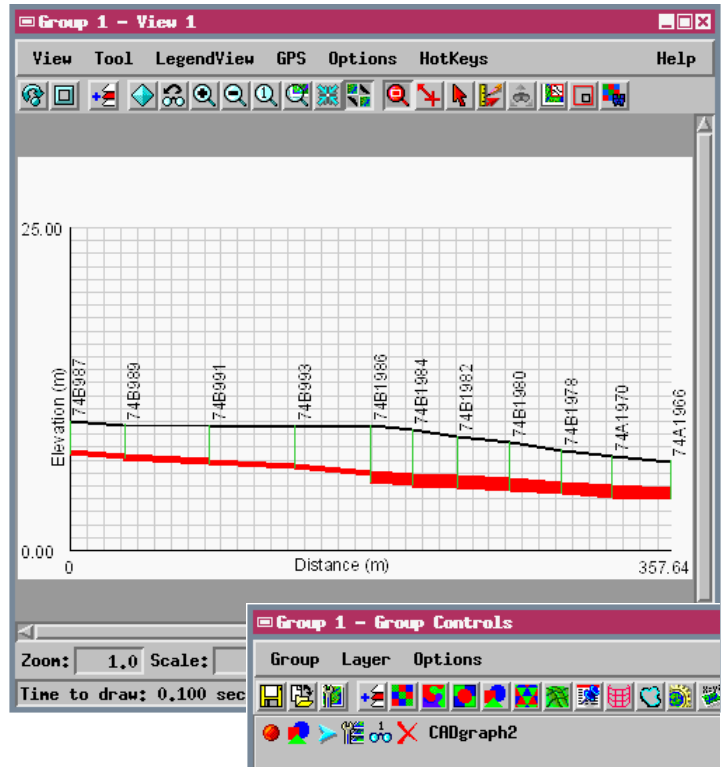 Group 1 - View 1
View Tool LegendView GPS Options HotKeys Help
1
25.00
Elevation (m)
74B987
74B989
74B991
74B993
74B1986
74B1984
74B1982
74B1980
74B1978
74A1970
74A1966
0.00
0
Distance (m)
357.64
Zoom: 1.0 Scale:
Time to draw: 0.100 sec
Group 1 - Group Controls
Group Layer Options
1
CADgraph2